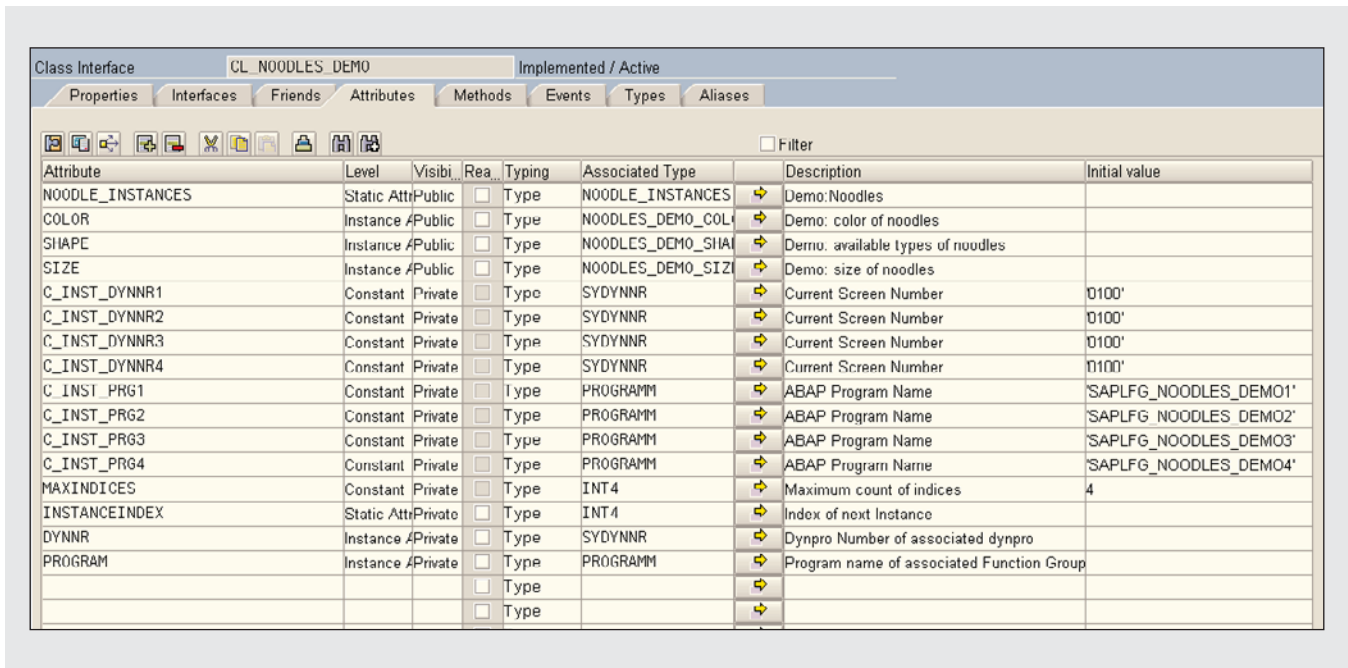 Class Interface CL_NOODLES_DEMO Implemented / Active
Properties Interfaces Friends Attributes Methods Events Types Aliases
Filter
Attribute Level Visibi... Rea... Typing Associated Type Description Initial value
NOODLE_INSTANCES Static Attr Public Type NOODLE_INSTANCES Demo:Noodles
COLOR Instance A Public Type NOODLES_DEMO_COL Demo: color of noodles
SHAPE Instance A Public Type NOODLES_DEMO_SHA Demo: available types of noodles
SIZE Instance A Public Type NOODLES_DEMO_SIZ Demo: size of noodles
C_INST_DYNNR1 Constant Private Type SYDYNNR Current Screen Number '0100'
C_INST_DYNNR2 Constant Private Type SYDYNNR Current Screen Number '0100'
C_INST_DYNNR3 Constant Private Type SYDYNNR Current Screen Number '0100'
C_INST_DYNNR4 Constant Private Type SYDYNNR Current Screen Number '0100'
C_INST_PRG1 Constant Private Type PROGRAMM ABAP Program Name 'SAPLFG_NOODLES_DEMO1'
C_INST_PRG2 Constant Private Type PROGRAMM ABAP Program Name 'SAPLFG_NOODLES_DEMO2'
C_INST_PRG3 Constant Private Type PROGRAMM ABAP Program Name 'SAPLFG_NOODLES_DEMO3'
C_INST_PRG4 Constant Private Type PROGRAMM ABAP Program Name 'SAPLFG_NOODLES_DEMO4'
MAXINDICES Constant Private Type INT4 Maximum count of indices 4
INSTANCEINDEX Static Attr Private Type INT4 Index of next Instance
DYNNR Instance A Private Type SYDYNNR Dynpro Number of associated dynpro
PROGRAM Instance A Private Type PROGRAMM Program name of associated Function Group
Type
Type